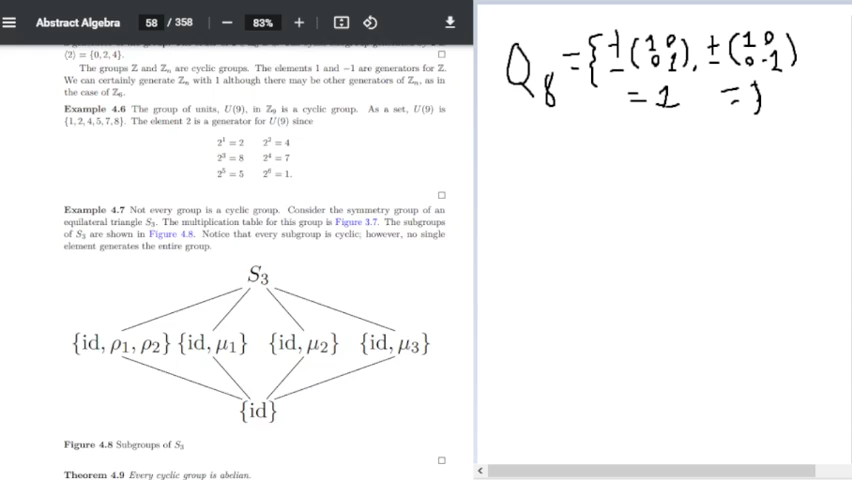 Abstract Algebra 58 / 358 − 83% +
⟨2⟩ = {0, 2, 4}.
The groups Z and Zₙ are cyclic groups. The elements 1 and −1 are generators for Z.
We can certainly generate Zₙ with 1 although there may be other generators of Zₙ, as in
the case of Z₆.
Example 4.6 The group of units, U(9), in Z₉ is a cyclic group. As a set, U(9) is
{1, 2, 4, 5, 7, 8}. The element 2 is a generator for U(9) since
2¹ = 2 2² = 4
2³ = 8 2⁴ = 7
2⁵ = 5 2⁶ = 1.
Example 4.7 Not every group is a cyclic group. Consider the symmetry group of an
equilateral triangle S₃. The multiplication table for this group is Figure 3.7. The subgroups
of S₃ are shown in Figure 4.8. Notice that every subgroup is cyclic; however, no single
element generates the entire group.
S₃
{id, ρ₁, ρ₂} {id, μ₁} {id, μ₂} {id, μ₃}
{id}
Figure 4.8 Subgroups of S₃
Theorem 4.9 Every cyclic group is abelian.
Q₈ = { ± (1 0
0 1), ± (1 0
0 -1)
= 1 =